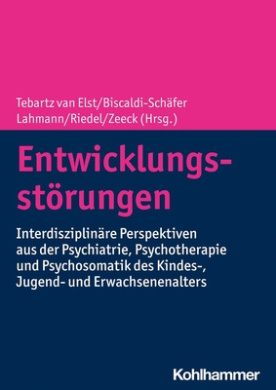 Tebartz van Elst/Biscaldi-Schäfer
Lahmann/Riedel/Zeeck (Hrsg.)
Entwicklungs-
störungen
Interdisziplinäre Perspektiven
aus der Psychiatrie, Psychotherapie
und Psychosomatik des Kindes-,
Jugend- und Erwachsenenalters
Kohlhammer